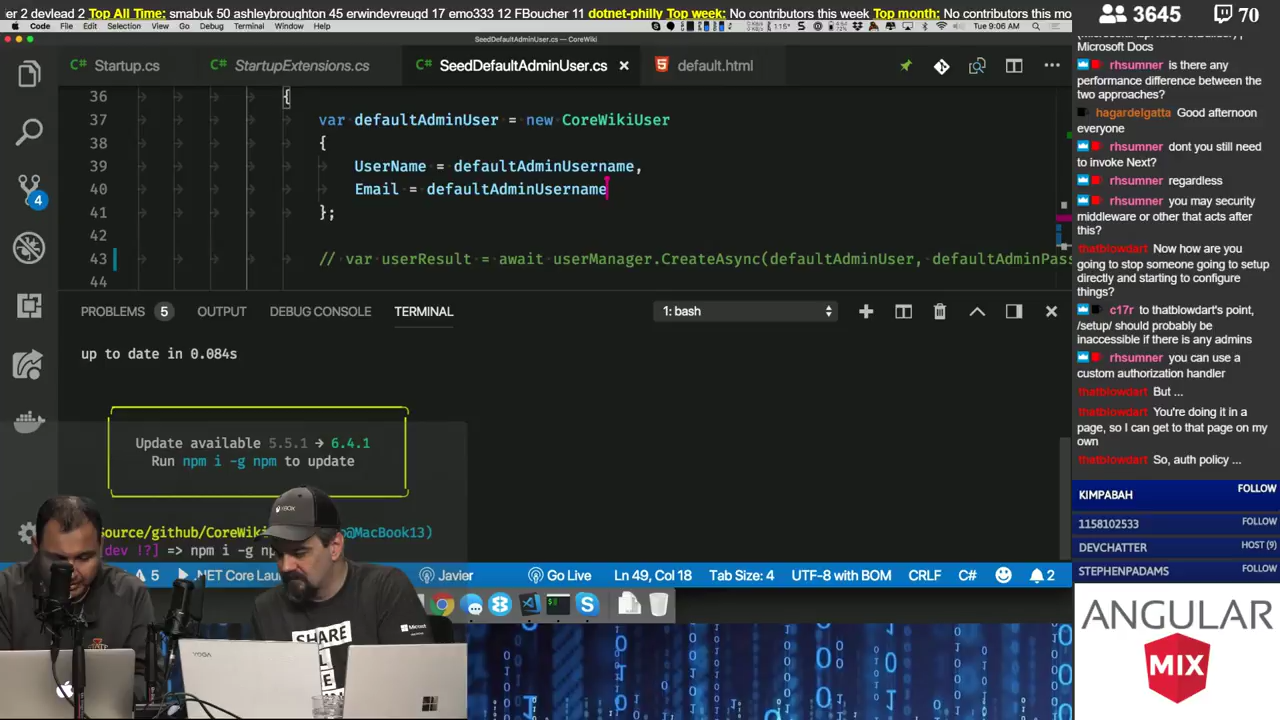 er 2 devlead 2 Top All Time: smabuk 50 ashleybroughton 45 erwindevreugd 17 emo333 12 FBoucher 11 dotnet-philly Top week: No contributors this week Top month: No contributors this mo
Code File Edit Selection View Go Debug Terminal Window Help
Tue 9:06 AM
SeedDefaultAdminUser.cs — CoreWiki
Startup.cs
StartupExtensions.cs
SeedDefaultAdminUser.cs
default.html
36 {
37 var defaultAdminUser = new CoreWikiUser
38 {
39 UserName = defaultAdminUsername,
40 Email = defaultAdminUsername
41 };
42
43 // var userResult = await userManager.CreateAsync(defaultAdminUser, defaultAdminPass
44
4
PROBLEMS 5 OUTPUT DEBUG CONSOLE TERMINAL 1: bash
up to date in 0.084s
Update available 5.5.1 → 6.4.1
Run npm i -g npm to update
Source/github/CoreWiki
@MacBook13)
[dev !?] => npm i -g np
5 .NET Core Lau
Javier
Go Live
Ln 49, Col 18
Tab Size: 4
UTF-8 with BOM
CRLF
C#
2
XBOX
SHARE
YOGA
3645 70
Microsoft Docs
rhsumner is there any
performance difference between the
two approaches?
hagardelgatta Good afternoon
everyone
rhsumner dont you still need
to invoke Next?
rhsumner regardless
rhsumner you may security
middleware or other that acts after
this?
thatblowdart Now how are you
going to stop someone going to setup
directly and starting to configure
things?
c17r to thatblowdart's point,
/setup/ should probably be
inaccessible if there is any admins
rhsumner you can use a
custom authorization handler
thatblowdart But ...
thatblowdart You're doing it in a
page, so I can get to that page on my
own
thatblowdart So, auth policy ...
KIMPABAH FOLLOW
1158102533 FOLLOW
DEVCHATTER HOST (9)
STEPHENPADAMS FOLLOW
ANGULAR
MIX